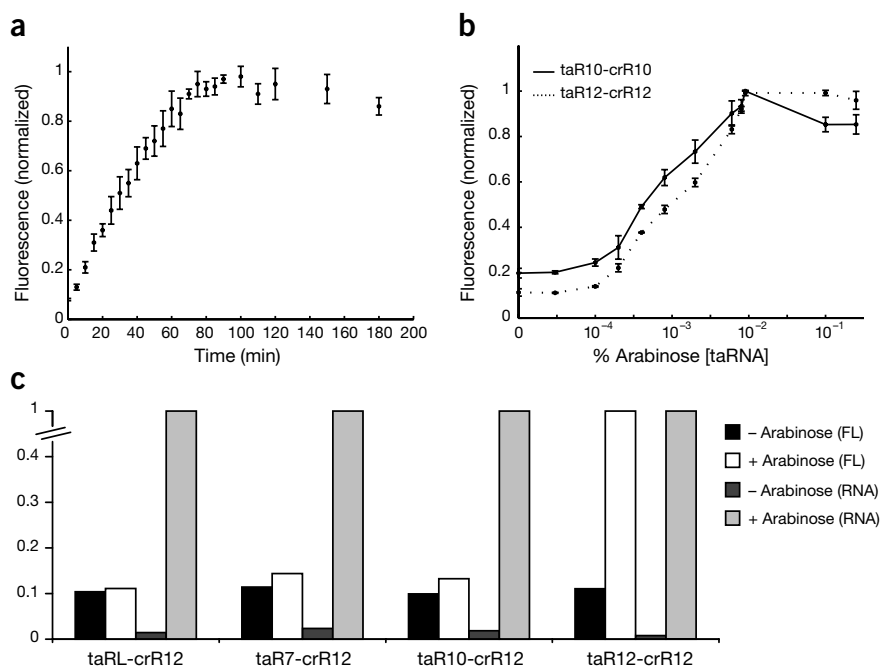 a
Fluorescence (normalized)
1
0.8
0.6
0.4
0.2
0
0 20 40 60 80 100 120 140 160 180 200
Time (min)
b
taR10-crR10
taR12-crR12
Fluorescence (normalized)
1
0.8
0.6
0.4
0.2
0
0 10⁻⁴ 10⁻³ 10⁻² 10⁻¹
% Arabinose [taRNA]
c
1
0.4
0.3
0.2
0.1
0
taRL-crR12 taR7-crR12 taR10-crR12 taR12-crR12
– Arabinose (FL)
+ Arabinose (FL)
– Arabinose (RNA)
+ Arabinose (RNA)